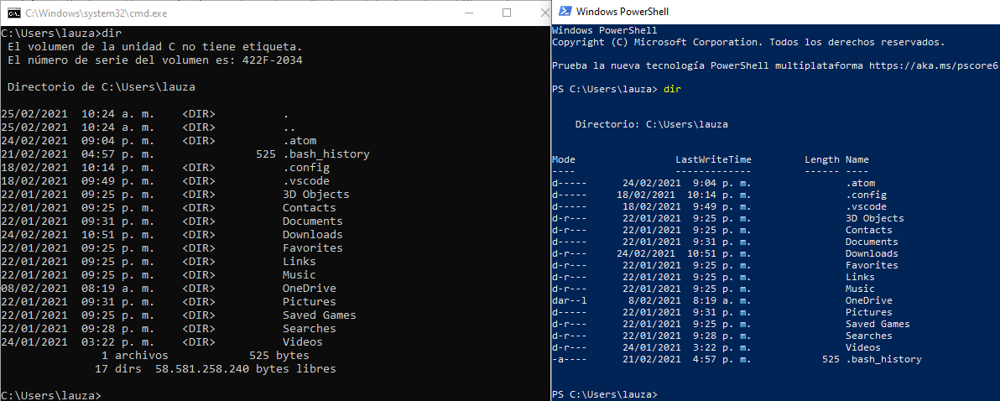 C:\Windows\system32\cmd.exe
C:\Users\lauza>dir
 El volumen de la unidad C no tiene etiqueta.
 El número de serie del volumen es: 422F-2034

 Directorio de C:\Users\lauza

25/02/2021  10:24 a. m.    <DIR>          .
25/02/2021  10:24 a. m.    <DIR>          ..
24/02/2021  09:04 p. m.    <DIR>          .atom
21/02/2021  04:57 p. m.               525 .bash_history
18/02/2021  10:14 p. m.    <DIR>          .config
18/02/2021  09:49 p. m.    <DIR>          .vscode
22/01/2021  09:25 p. m.    <DIR>          3D Objects
22/01/2021  09:25 p. m.    <DIR>          Contacts
22/01/2021  09:31 p. m.    <DIR>          Documents
24/02/2021  10:51 p. m.    <DIR>          Downloads
22/01/2021  09:25 p. m.    <DIR>          Favorites
22/01/2021  09:25 p. m.    <DIR>          Links
22/01/2021  09:25 p. m.    <DIR>          Music
08/02/2021  08:19 a. m.    <DIR>          OneDrive
22/01/2021  09:31 p. m.    <DIR>          Pictures
22/01/2021  09:25 p. m.    <DIR>          Saved Games
22/01/2021  09:28 p. m.    <DIR>          Searches
24/01/2021  03:22 p. m.    <DIR>          Videos
               1 archivos            525 bytes
              17 dirs  58.581.258.240 bytes libres

C:\Users\lauza>
Windows PowerShell
Windows PowerShell
Copyright (C) Microsoft Corporation. Todos los derechos reservados.

Prueba la nueva tecnología PowerShell multiplataforma https://aka.ms/pscore6

PS C:\Users\lauza> dir

    Directorio: C:\Users\lauza

Mode                 LastWriteTime         Length Name
----                 -------------         ------ ----
d-----        24/02/2021  9:04 p. m.                .atom
d-----       18/02/2021  10:14 p. m.                .config
d-----        18/02/2021  9:49 p. m.                .vscode
d-r---        22/01/2021  9:25 p. m.                3D Objects
d-r---        22/01/2021  9:25 p. m.                Contacts
d-----        22/01/2021  9:31 p. m.                Documents
d-r---       24/02/2021  10:51 p. m.                Downloads
d-r---        22/01/2021  9:25 p. m.                Favorites
d-r---        22/01/2021  9:25 p. m.                Links
d-r---        22/01/2021  9:25 p. m.                Music
dar--l         8/02/2021  8:19 a. m.                OneDrive
d-----        22/01/2021  9:31 p. m.                Pictures
d-r---        22/01/2021  9:25 p. m.                Saved Games
d-r---        22/01/2021  9:28 p. m.                Searches
d-r---        24/01/2021  3:22 p. m.                Videos
-a----        21/02/2021  4:57 p. m.            525 .bash_history

PS C:\Users\lauza>